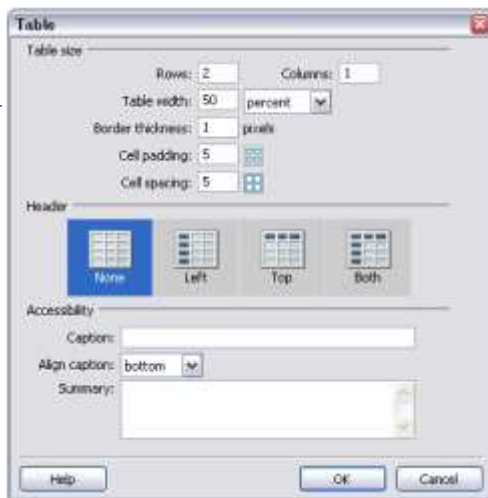 Table
Table size
Rows: 2 Columns: 1
Table width: 50 percent
Border thickness: 1 pixels
Cell padding: 5
Cell spacing: 5
Header
None Left Top Both
Accessibility
Caption:
Align caption: bottom
Summary:
Help OK Cancel